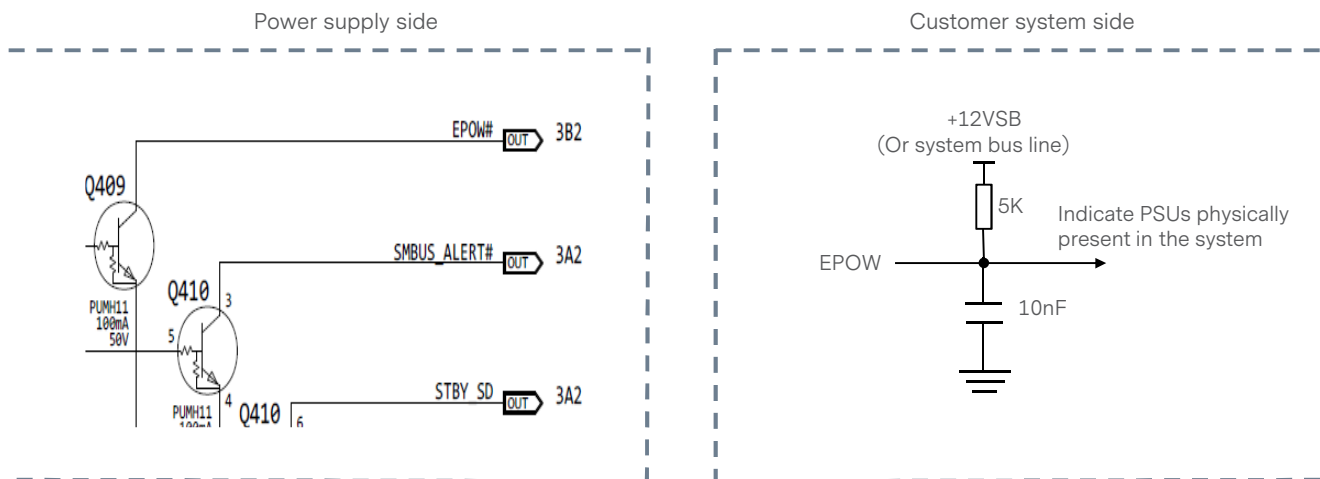 Power supply side
EPOW#
OUT
3B2
Q409
SMBUS_ALERT#
OUT
3A2
Q410
3
PUMH11
100mA
50V
5
STBY_SD
OUT
3A2
4
PUMH11
100mA
Q410
6
Customer system side
+12VSB
(Or system bus line)
5K
Indicate PSUs physically
present in the system
EPOW
10nF